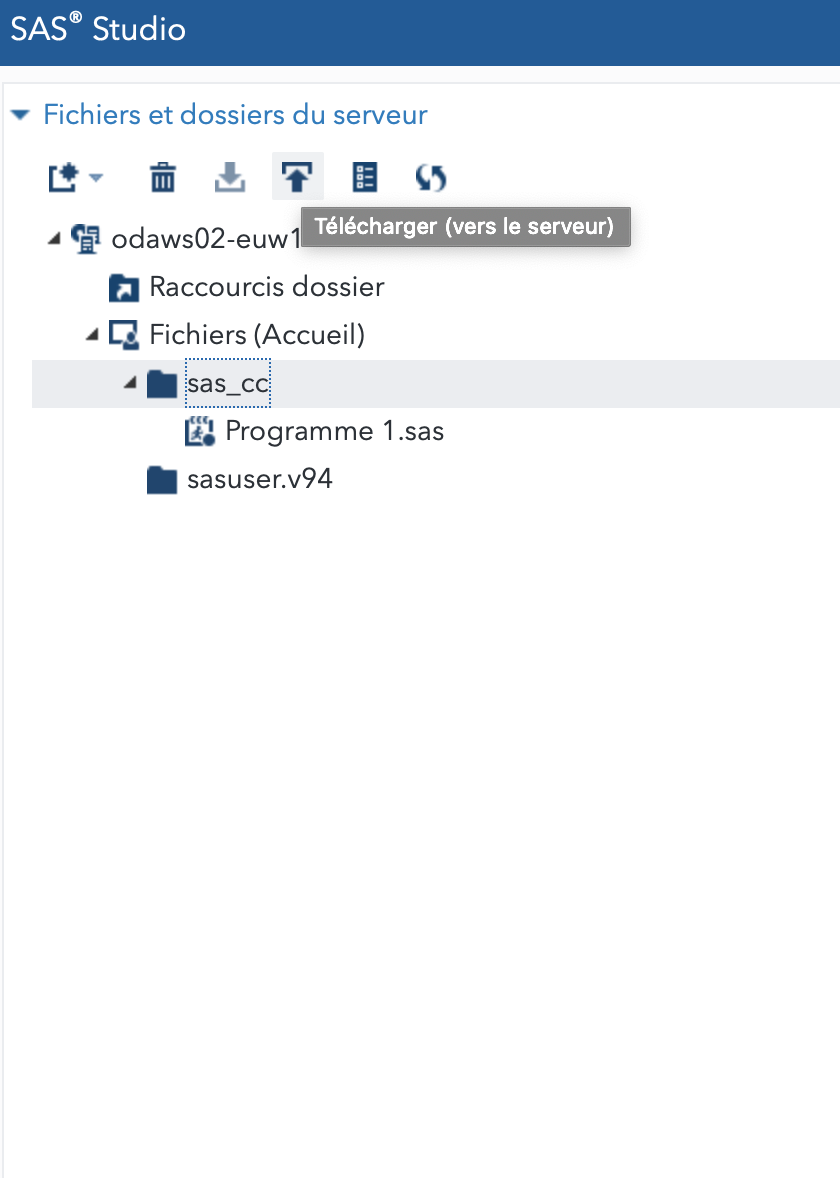 SAS® Studio
Fichiers et dossiers du serveur
Télécharger (vers le serveur)
odaws02-euw1
Raccourcis dossier
Fichiers (Accueil)
sas_cc
Programme 1.sas
sasuser.v94